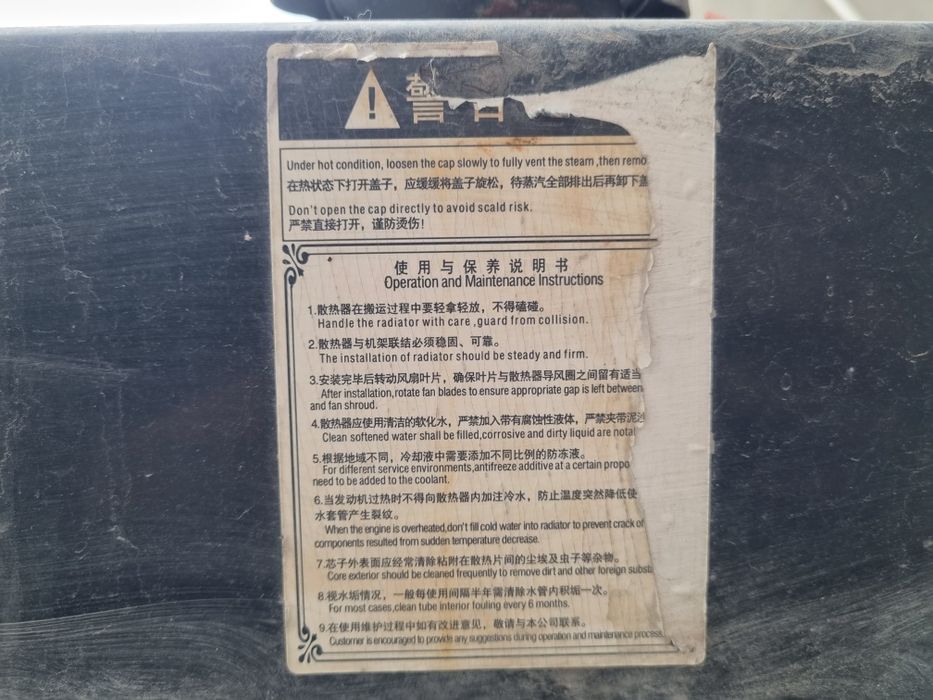 警告
Under hot condition, loosen the cap slowly to fully vent the steam ,then
在热状态下打开盖子，应缓缓将盖子旋松，待蒸汽全部排出后再卸下
Don't open the cap directly to avoid scald risk.
严禁直接打开，谨防烫伤!
使用与保养说明书
Operation and Maintenance Instructions
1.散热器在搬运过程中要轻拿轻放，不得磕碰。
Handle the radiator with care ,guard from collision.
2.散热器与机架联结必须稳固、可靠。
The installation of radiator should be steady and firm.
3.安装完毕后转动风扇叶片，确保叶片与散热器导风圈之间留有适当
After installation,rotate fan blades to ensure appropriate gap is left between
and fan shroud.
4.散热器应使用清洁的软化水，严禁加入带有腐蚀性液体，严禁夹带泥沙
Clean softened water shall be filled,corrosive and dirty liquid are
5.根据地域不同，冷却液中需要添加不同比例的防冻液。
For different service environments,antifreeze additive at a certain
need to be added to the coolant.
6.当发动机过热时不得向散热器内加注冷水，防止温度突然降低使
水套管产生裂纹。
When the engine is overheated,don't fill cold water into radiator to prevent crack of
components resulted from sudden temperature decrease.
7.芯子外表面应经常清除粘附在散热片间的尘埃及虫子等杂物。
Core exterior should be cleaned frequently to remove dirt and other foreign
8.视水垢情况，一般每使用间隔半年需清除水管内积垢一次。
For most cases,clean tube interior fouling every 6 months.
9.在使用维护过程中如有改进意见，敬请与本公司联系。
Customer is encouraged to provide any suggestions during operation and maintenance process.